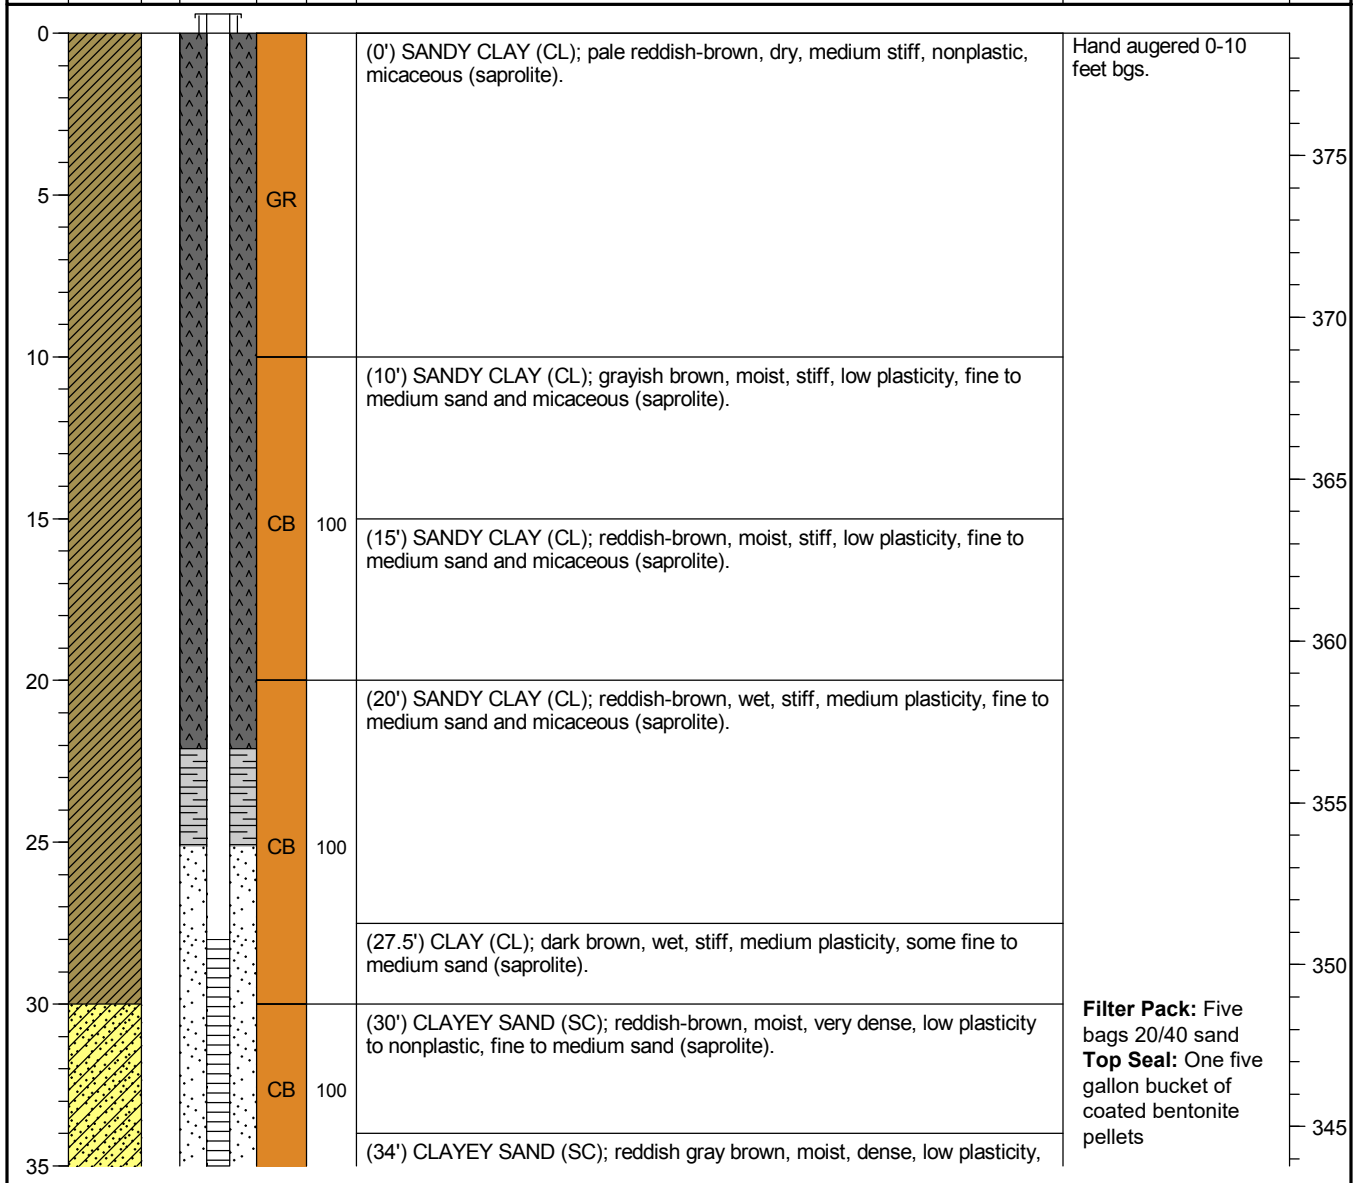 0
(0') SANDY CLAY (CL); pale reddish-brown, dry, medium stiff, nonplastic,
micaceous (saprolite).
Hand augered 0-10
feet bgs.
375
5
GR
370
10
(10') SANDY CLAY (CL); grayish brown, moist, stiff, low plasticity, fine to
medium sand and micaceous (saprolite).
365
15
CB
100
(15') SANDY CLAY (CL); reddish-brown, moist, stiff, low plasticity, fine to
medium sand and micaceous (saprolite).
360
20
(20') SANDY CLAY (CL); reddish-brown, wet, stiff, medium plasticity, fine to
medium sand and micaceous (saprolite).
355
25
CB
100
(27.5') CLAY (CL); dark brown, wet, stiff, medium plasticity, some fine to
medium sand (saprolite).
350
30
(30') CLAYEY SAND (SC); reddish-brown, moist, very dense, low plasticity
to nonplastic, fine to medium sand (saprolite).
Filter Pack: Five
bags 20/40 sand
Top Seal: One five
gallon bucket of
coated bentonite
pellets
CB
100
345
(34') CLAYEY SAND (SC); reddish gray brown, moist, dense, low plasticity,
35